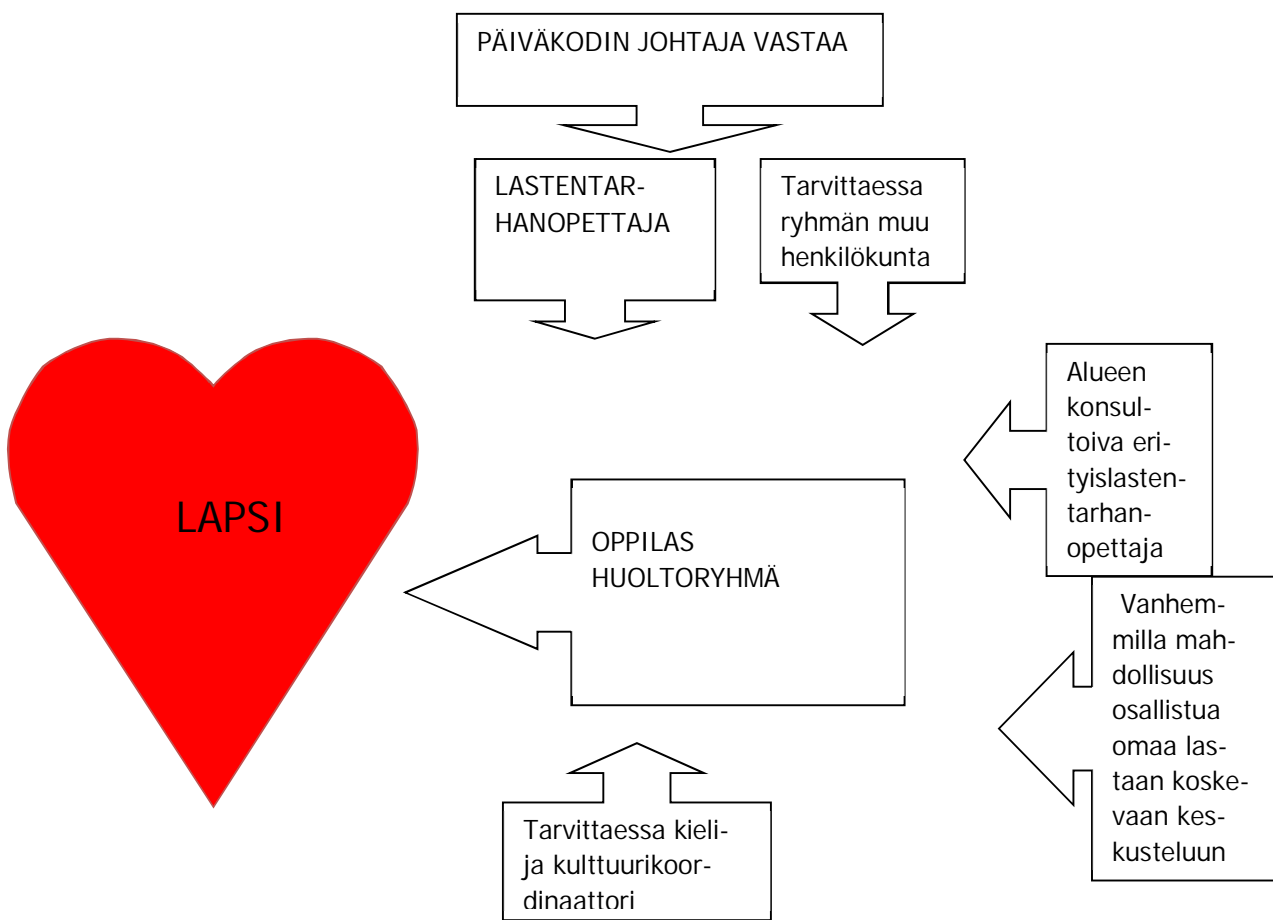 PÄIVÄKODIN JOHTAJA VASTAA
LASTENTAR-
HANOPETTAJA
Tarvittaessa
ryhmän muu
henkilökunta
Alueen
konsul-
toiva eri-
tyislasten-
tarhan-
opettaja
LAPSI
OPPILAS
HUOLTORYHMÄ
Vanhem-
milla mah-
dollisuus
osallistua
omaa las-
taan koske-
vaan kes-
kusteluun
Tarvittaessa kieli-
ja kulttuurikoor-
dinaattori